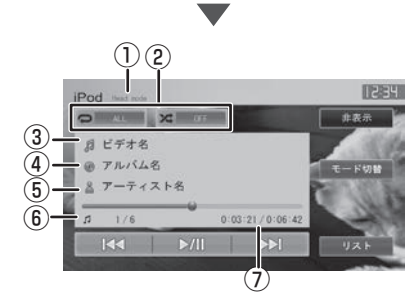 ① ②
iPod Head mode 12:34
ALL OFF 非表示
③ ビデオ名
④ アルバム名 モード切替
⑤ アーティスト名
⑥ 1/6 0:03:21/0:06:42
リスト
⑦